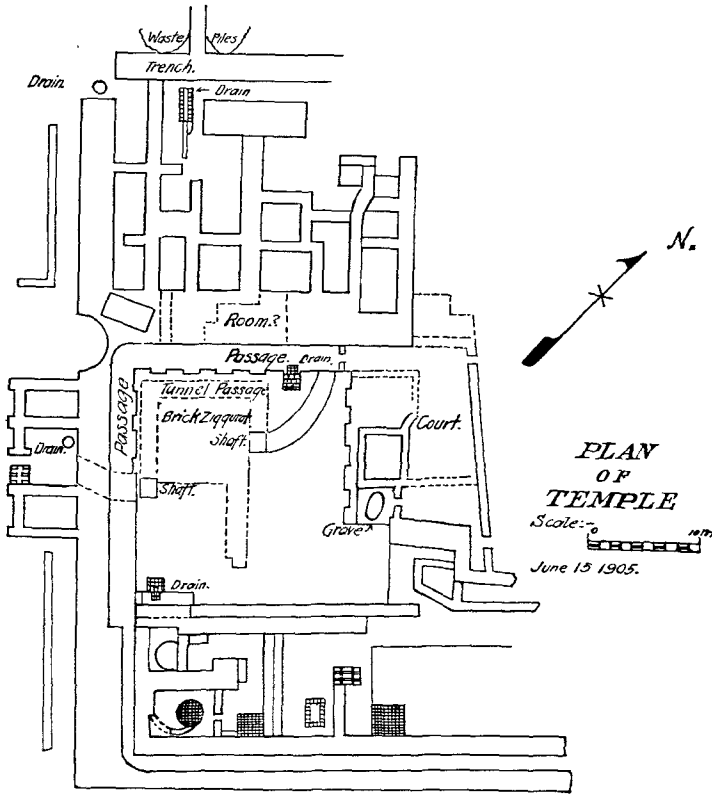 Waste Piles
Trench.
Drain.
Drain
N.
Room?
Passage. Drain.
Passage
Tunnel Passage
Brick Ziggurat
Shaft.
Court.
Drain.
Shaft.
Grave
PLAN
OF
TEMPLE
Scale:-
0 10 M
June 15 1905.
Drain.